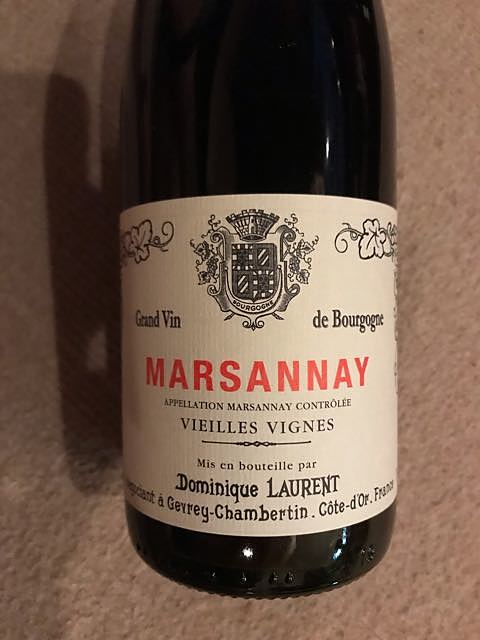 BOURGOGNE
Grand Vin de Bourgogne
MARSANNAY
APPELLATION MARSANNAY CONTRÔLÉE
VIEILLES VIGNES
Mis en bouteille par
Dominique LAURENT
à Gevrey-Chambertin . Côte-d'Or . France